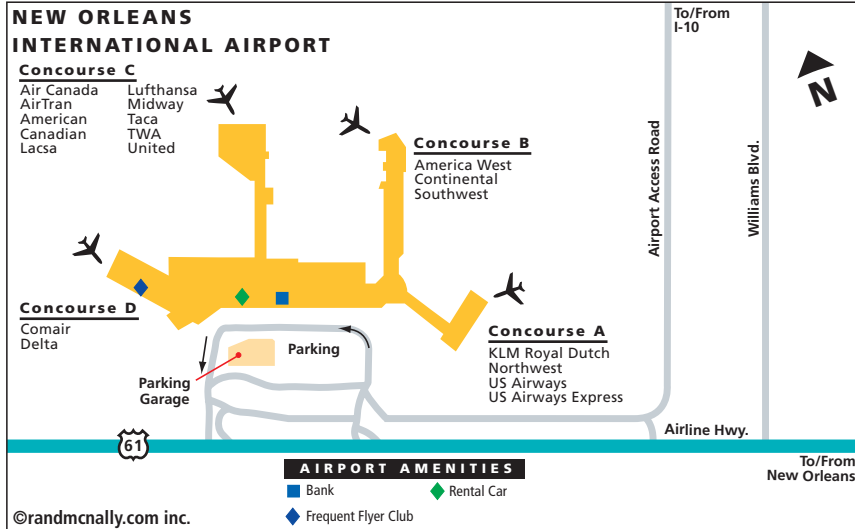 NEW ORLEANS
INTERNATIONAL AIRPORT
To/From
I-10
N
Concourse C
Air Canada
AirTran
American
Canadian
Lacsa
Lufthansa
Midway
Taca
TWA
United
Concourse B
America West
Continental
Southwest
Airport Access Road
Williams Blvd.
Concourse D
Comair
Delta
Concourse A
KLM Royal Dutch
Northwest
US Airways
US Airways Express
Parking
Parking
Garage
Airline Hwy.
61
To/From
New Orleans
AIRPORT AMENITIES
Bank
Rental Car
Frequent Flyer Club
©randmcnally.com inc.